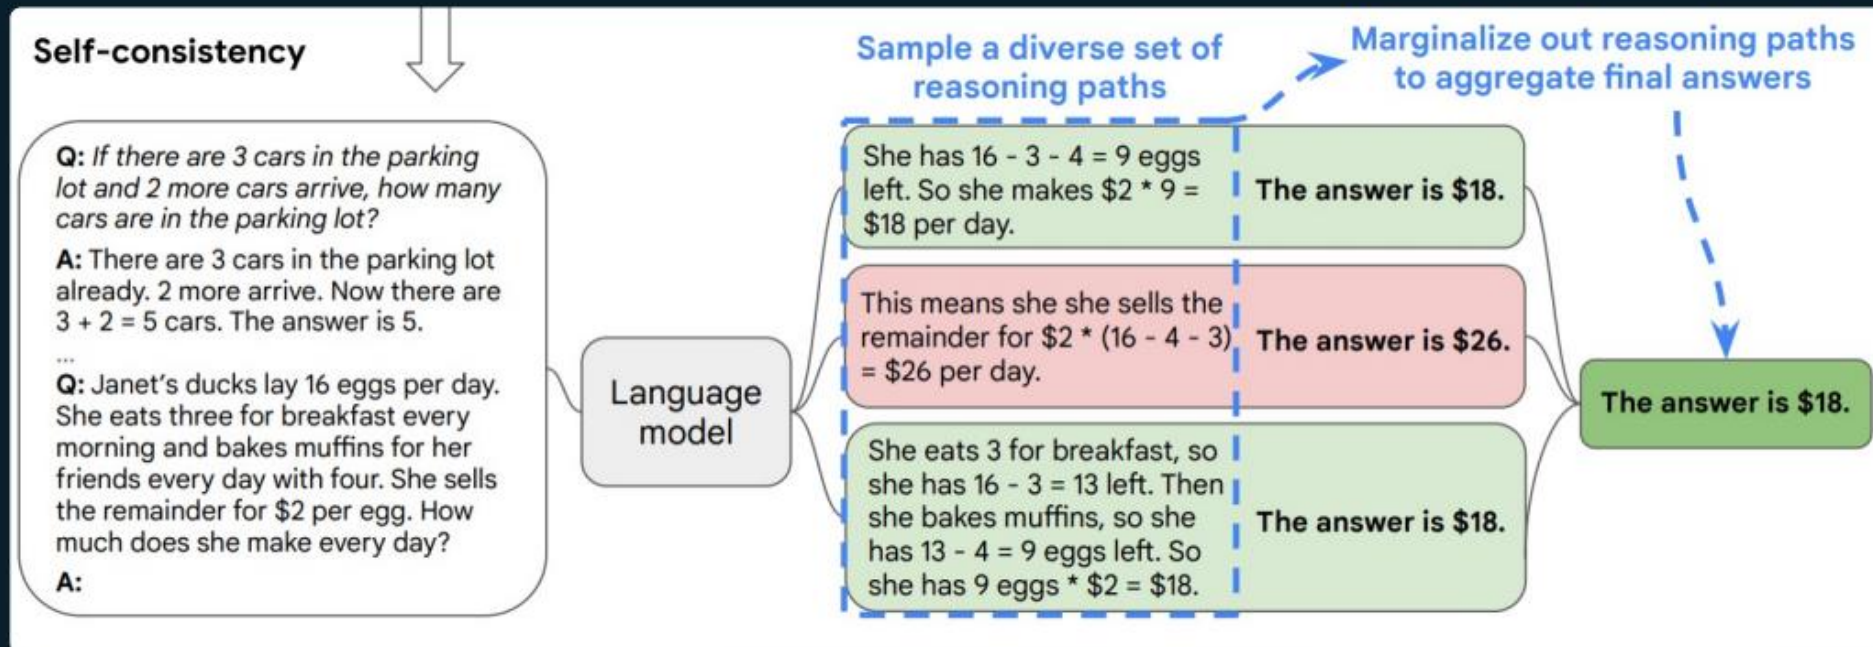 Self-consistency
Sample a diverse set of
reasoning paths
Marginalize out reasoning paths
to aggregate final answers
Q: If there are 3 cars in the parking
lot and 2 more cars arrive, how many
cars are in the parking lot?
A: There are 3 cars in the parking lot
already. 2 more arrive. Now there are
3 + 2 = 5 cars. The answer is 5.
...
Q: Janet's ducks lay 16 eggs per day.
She eats three for breakfast every
morning and bakes muffins for her
friends every day with four. She sells
the remainder for $2 per egg. How
much does she make every day?
A:
Language
model
She has 16 - 3 - 4 = 9 eggs
left. So she makes $2 * 9 =
$18 per day.
The answer is $18.
This means she she sells the
remainder for $2 * (16 - 4 - 3)
= $26 per day.
The answer is $26.
She eats 3 for breakfast, so
she has 16 - 3 = 13 left. Then
she bakes muffins, so she
has 13 - 4 = 9 eggs left. So
she has 9 eggs * $2 = $18.
The answer is $18.
The answer is $18.